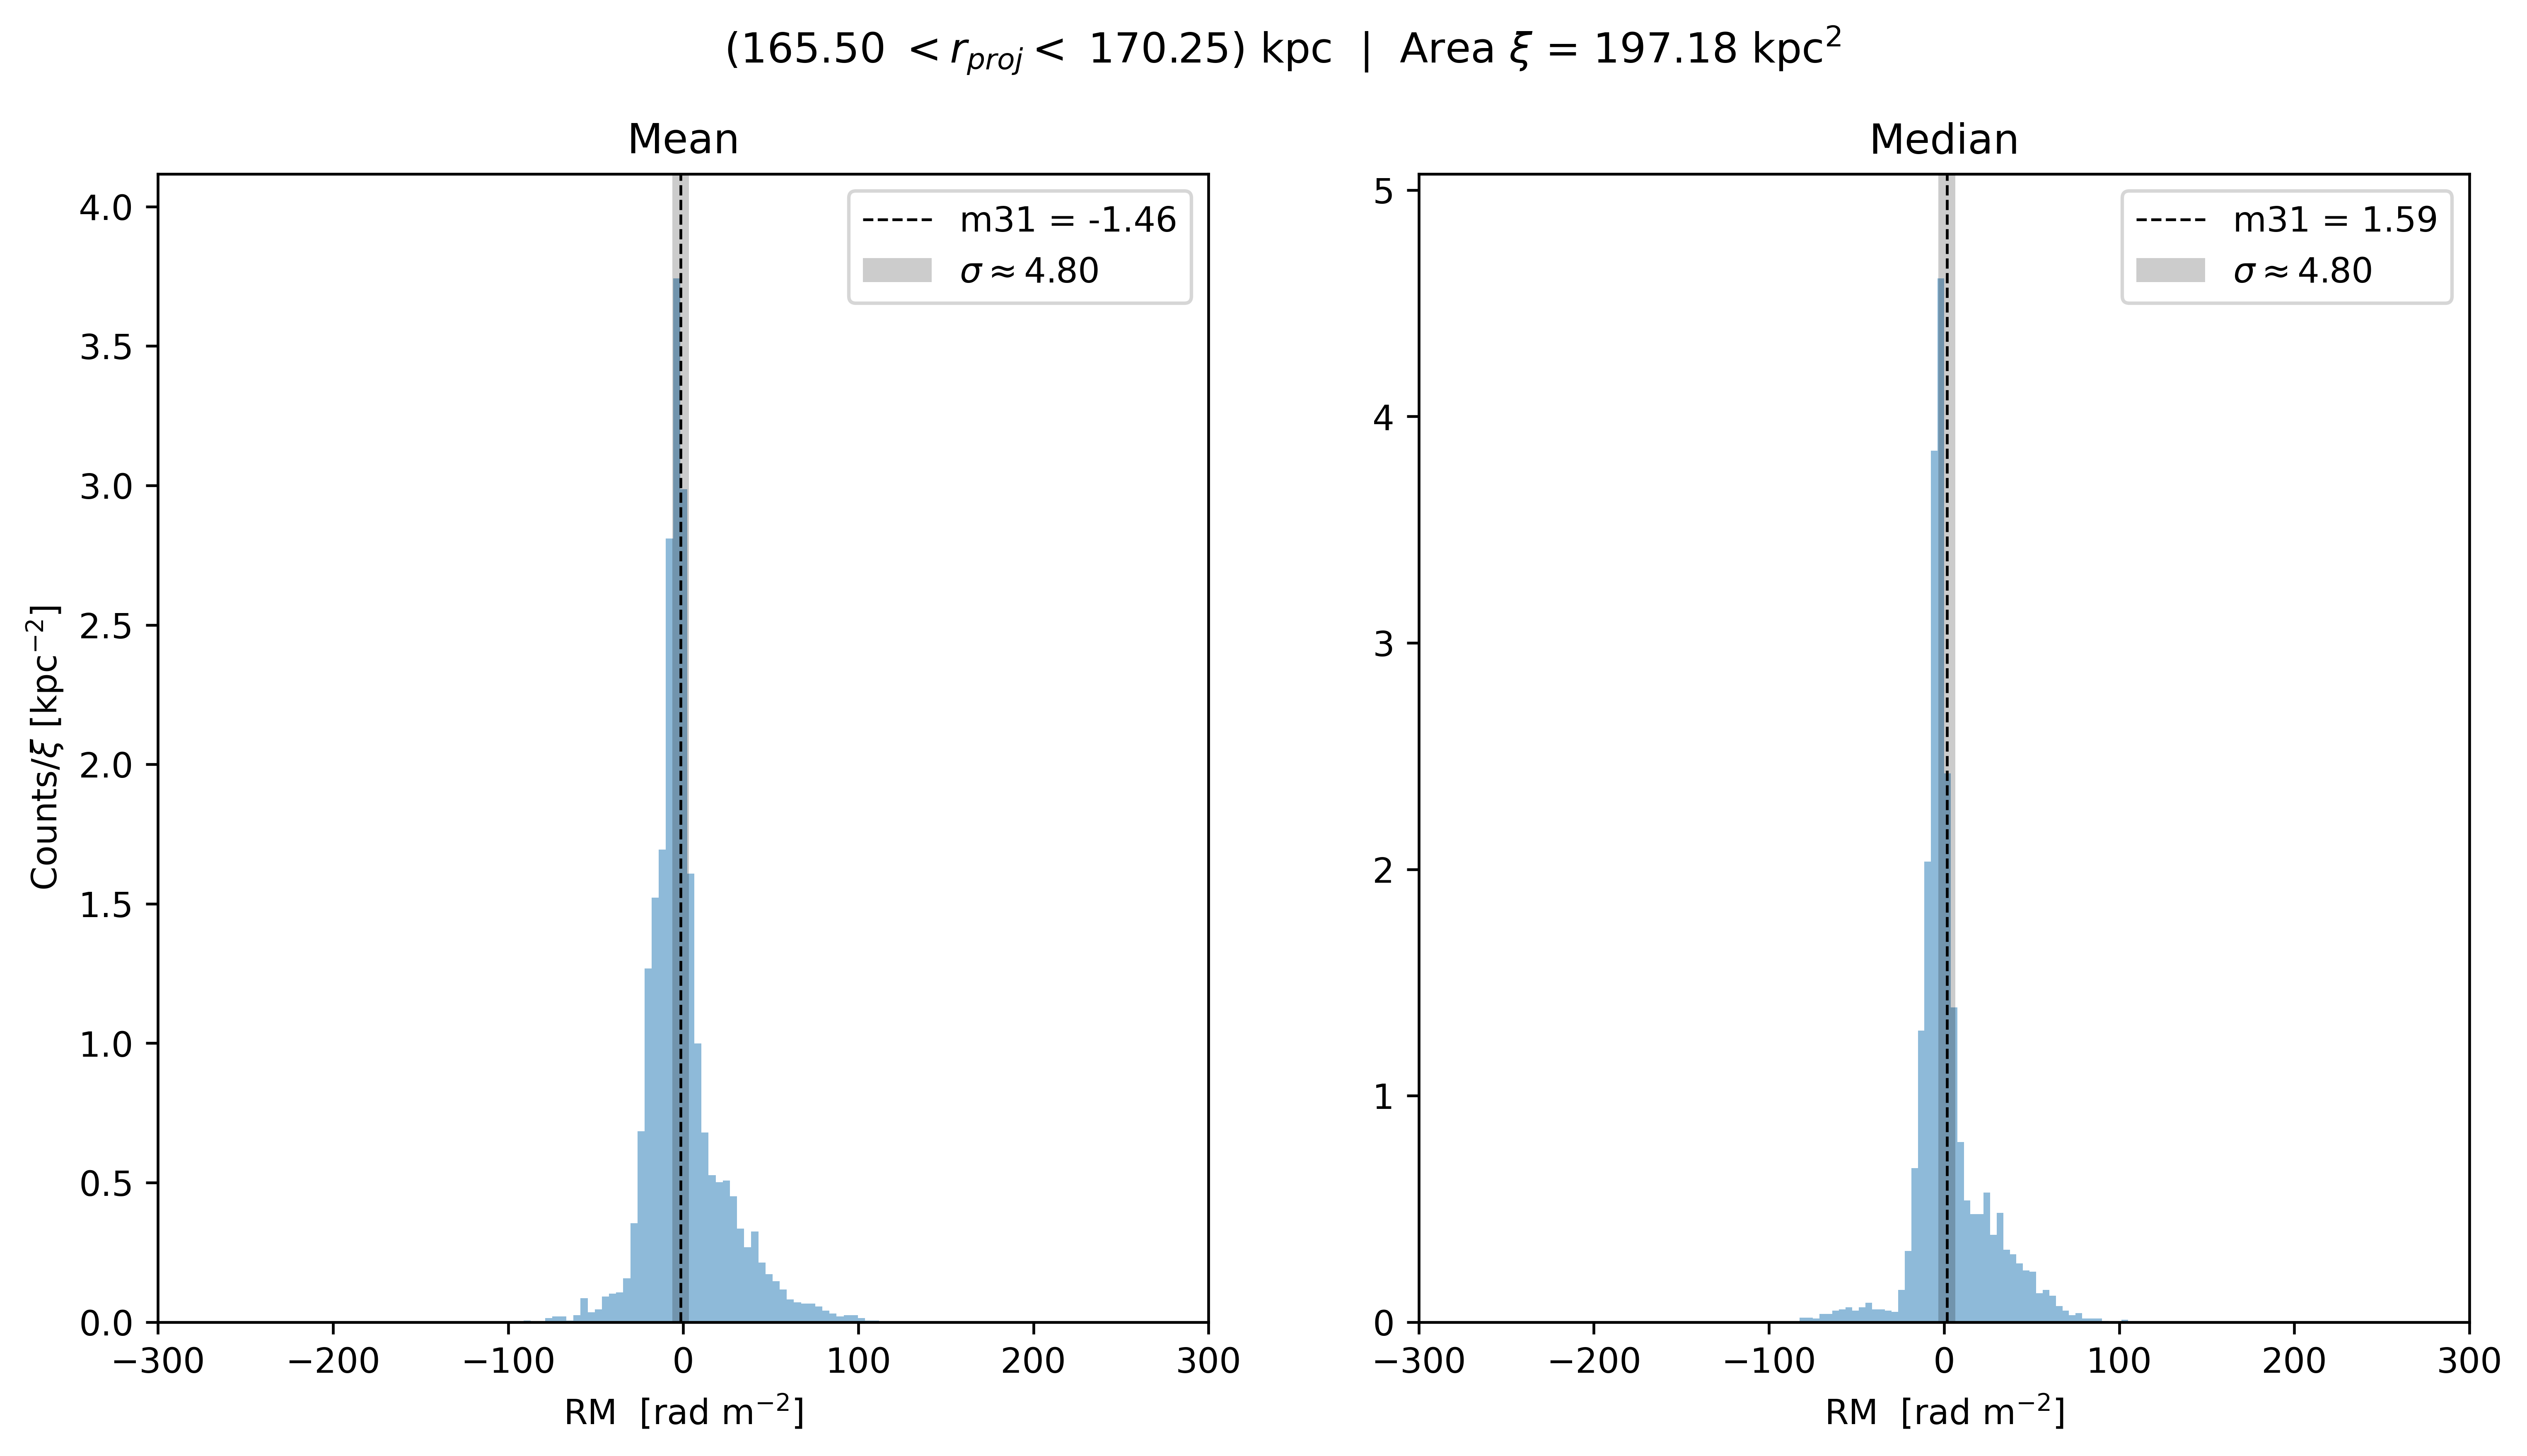 (165.50 < r_proj < 170.25) kpc | Area ξ = 197.18 kpc²
Mean
Counts/ξ [kpc⁻²]
4.0
3.5
3.0
2.5
2.0
1.5
1.0
0.5
0.0
m31 = -1.46
σ ≈ 4.80
−300 −200 −100 0 100 200 300
RM [rad m⁻²]
Median
5
4
3
2
1
0
m31 = 1.59
σ ≈ 4.80
−300 −200 −100 0 100 200 300
RM [rad m⁻²]